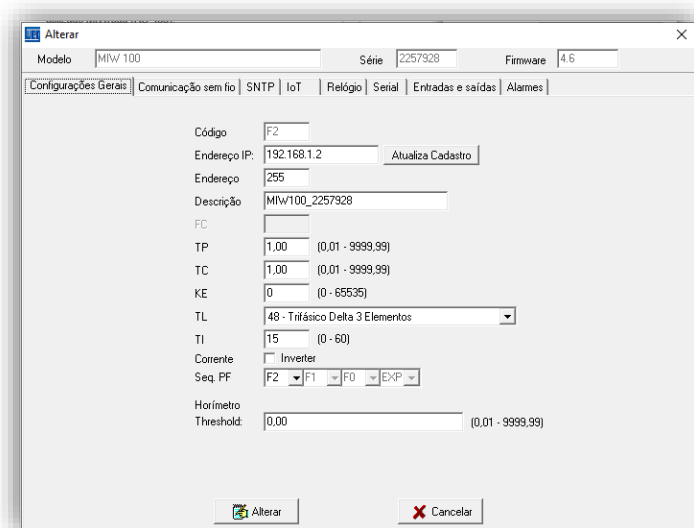 Alterar
Modelo MIW 100 Série 2257928 Firmware 4.6
Configurações Gerais Comunicação sem fio SNTP IoT Relógio Serial Entradas e saídas Alarmes
Código F2
Endereço IP: 192.168.1.2 Atualiza Cadastro
Endereço 255
Descrição MIW100_2257928
FC
TP 1,00 (0,01 - 9999,99)
TC 1,00 (0,01 - 9999,99)
KE 0 (0 - 65535)
TL 48 - Trifásico Delta 3 Elementos
TI 15 (0 - 60)
Corrente Inverter
Seq. PF F2 F1 F0 EXP
Horímetro
Threshold: 0,00 (0,01 - 9999,99)
Alterar Cancelar